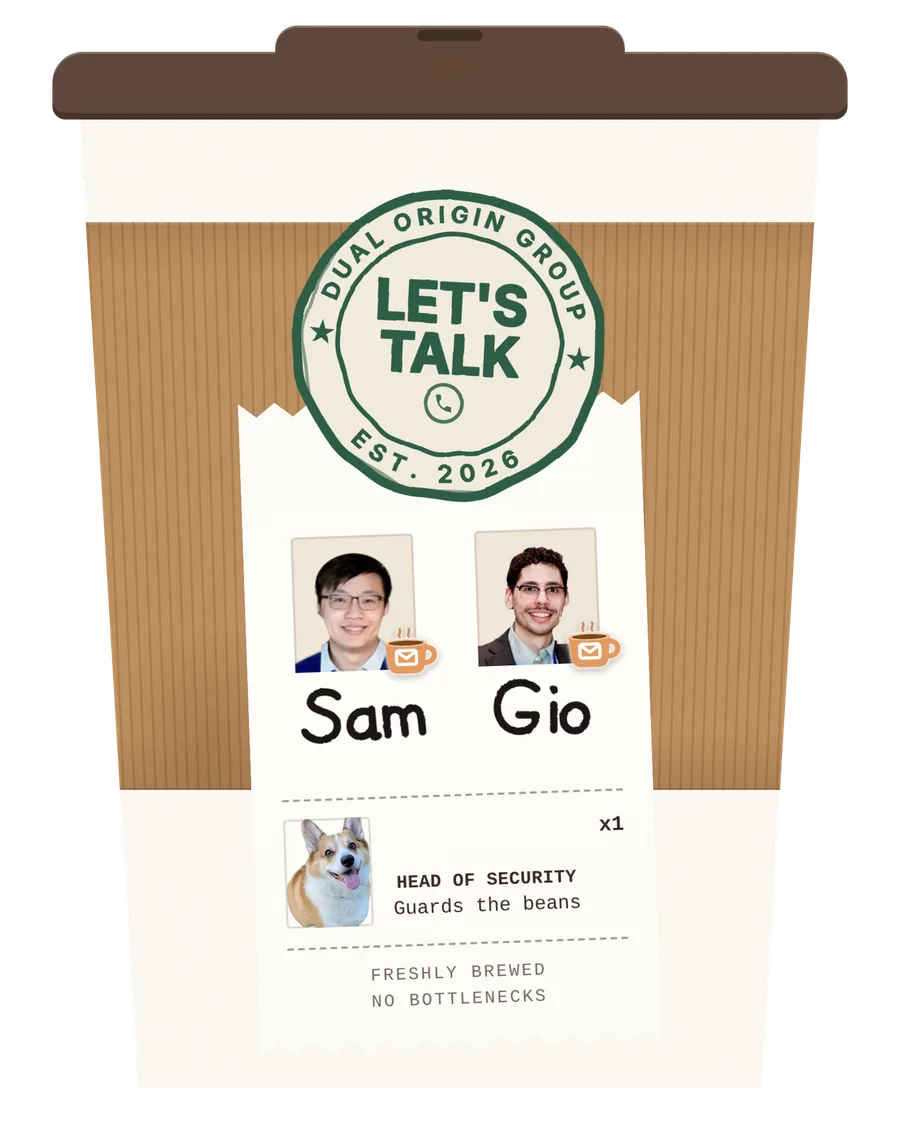 DUAL ORIGIN GROUP
LET'S
TALK
EST. 2026
Sam
Gio
x1
HEAD OF SECURITY
Guards the beans
FRESHLY BREWED
NO BOTTLENECKS